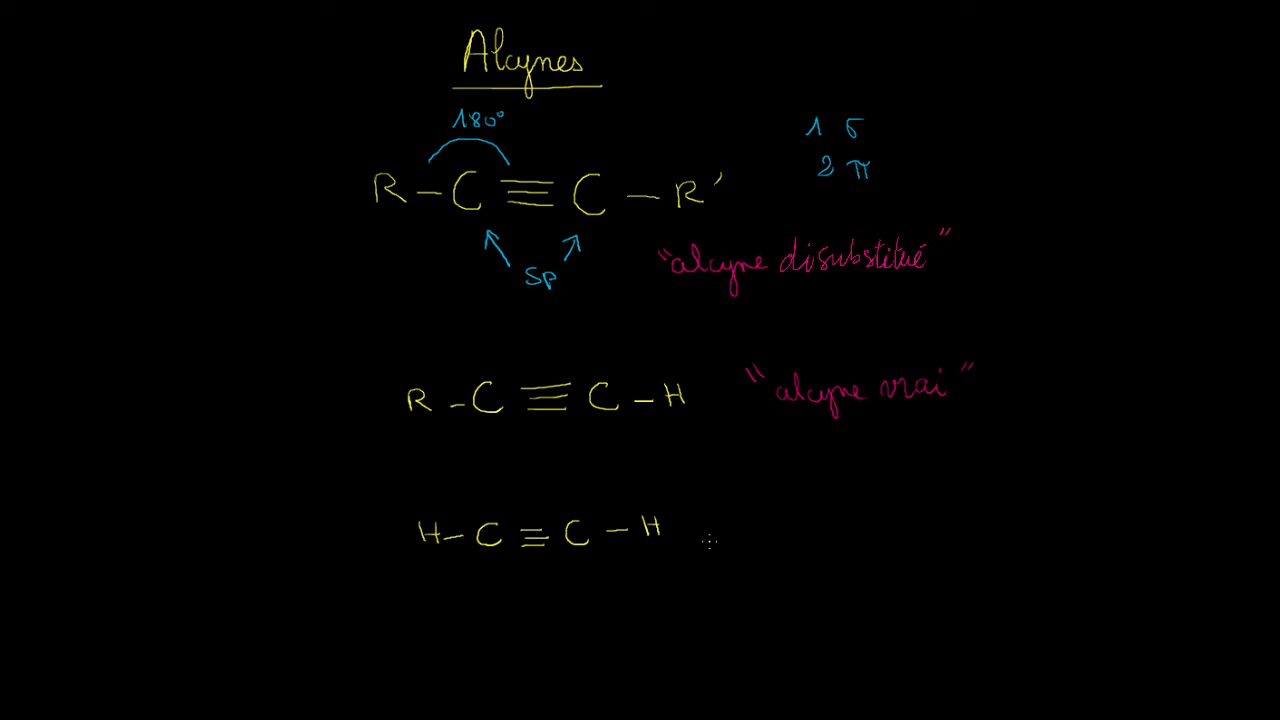 Alcynes
180°
1 σ
2 π
R – C ≡ C – R'
Sp
"alcyne disubstitué"
R – C ≡ C – H "alcyne vrai"
H – C ≡ C – H